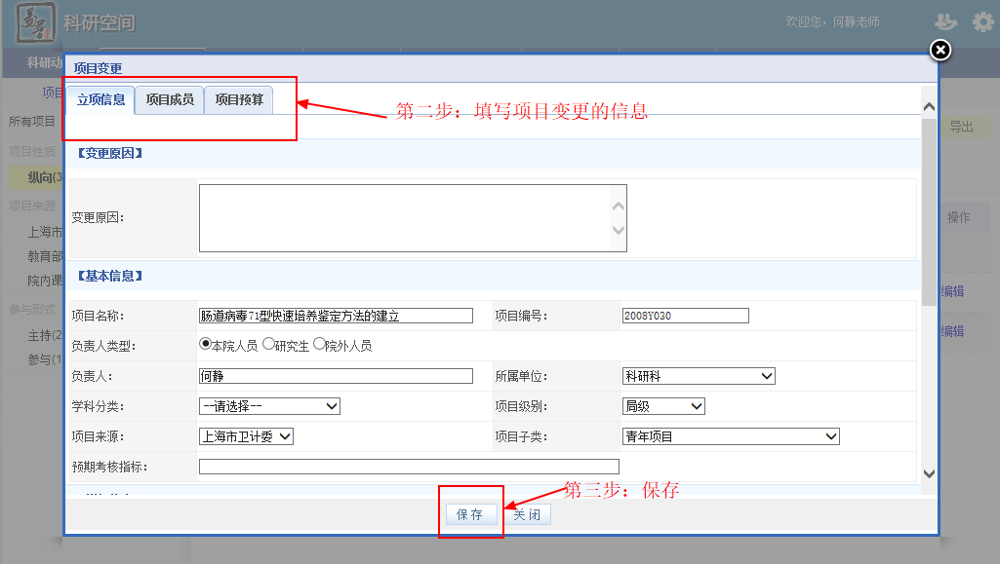 科研空间
欢迎您，何静老师
科研动
项目变更
项目
立项信息 项目成员 项目预算
第二步：填写项目变更的信息
所有项目
导出
项目性质
【变更原因】
纵向(3
项目来源
变更原因：
操作
上海市
教育部
院内课
【基本信息】
编辑
参与形式
项目名称： 肠道病毒71型快速培养鉴定方法的建立 项目编号： 2008Y030
主持(2
负责人类型： 本院人员 研究生 院外人员
编辑
参与(1
负责人： 何静 所属单位： 科研科
学科分类： --请选择-- 项目级别： 局级
项目来源： 上海市卫计委 项目子类： 青年项目
预期考核指标：
第三步：保存
保存 关闭